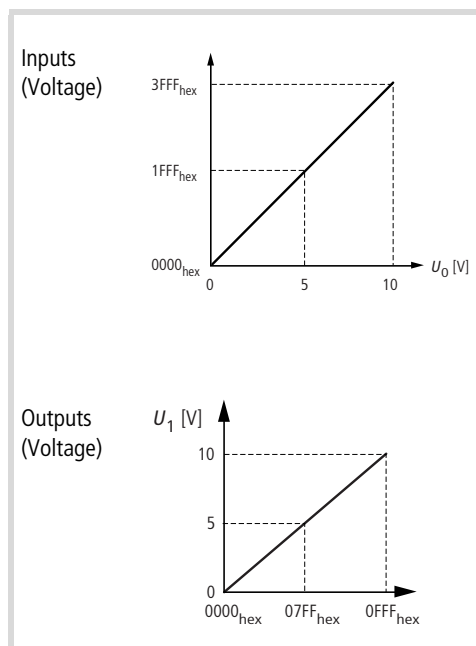 Inputs
(Voltage)
3FFFhex
1FFFhex
0000hex
0 5 10
U0 [V]
Outputs
(Voltage)
U1 [V]
10
5
0
0000hex 07FFhex 0FFFhex